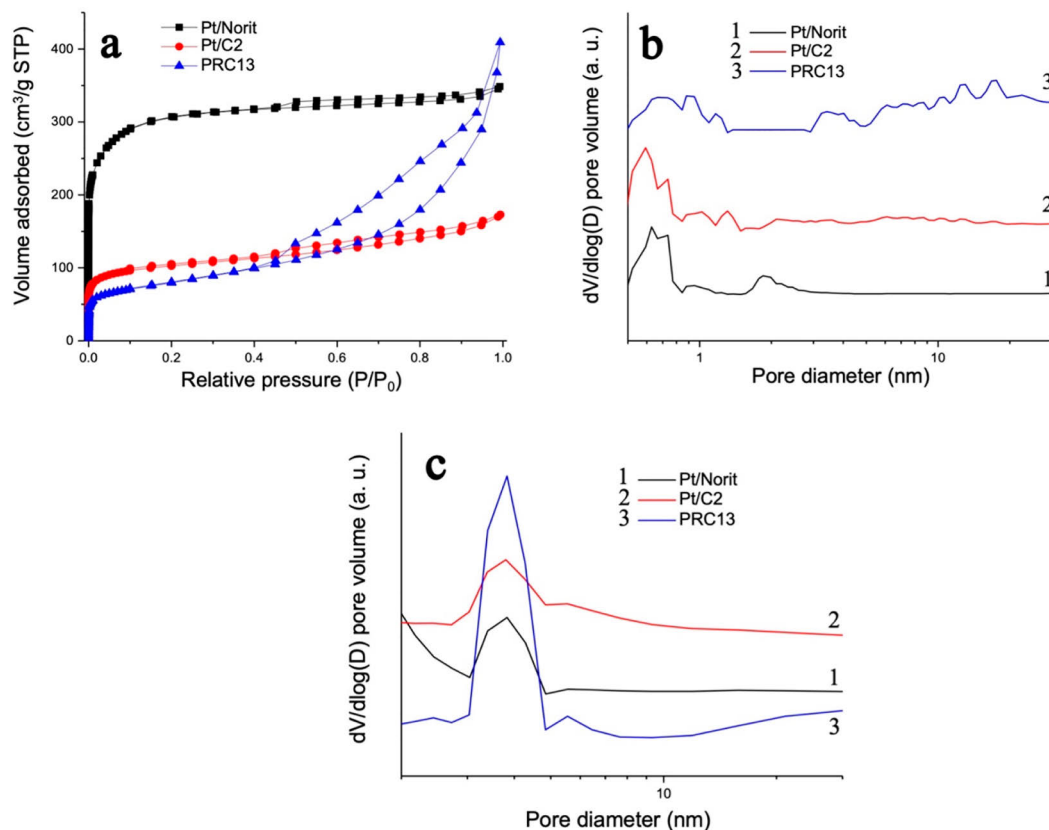 a
Pt/Norit
Pt/C2
PRC13
400
300
200
100
0
0.0
0.2
0.4
0.6
0.8
1.0
Volume adsorbed (cm³/g STP)
Relative pressure (P/P₀)
b
1 Pt/Norit
2 Pt/C2
3 PRC13
3
2
1
dV/dlog(D) pore volume (a. u.)
1
10
Pore diameter (nm)
c
1 Pt/Norit
2 Pt/C2
3 PRC13
2
1
3
dV/dlog(D) pore volume (a. u.)
10
Pore diameter (nm)